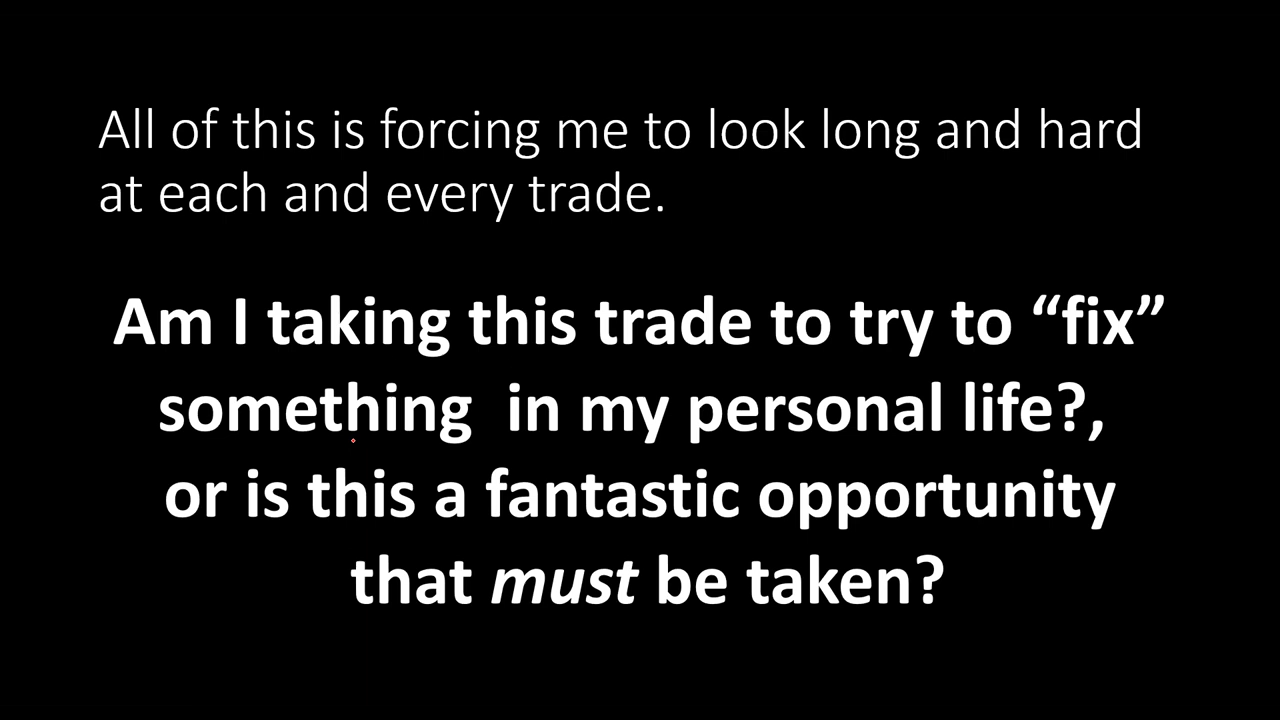 All of this is forcing me to look long and hard
at each and every trade.
Am I taking this trade to try to “fix”
something  in my personal life?,
or is this a fantastic opportunity
that must be taken?